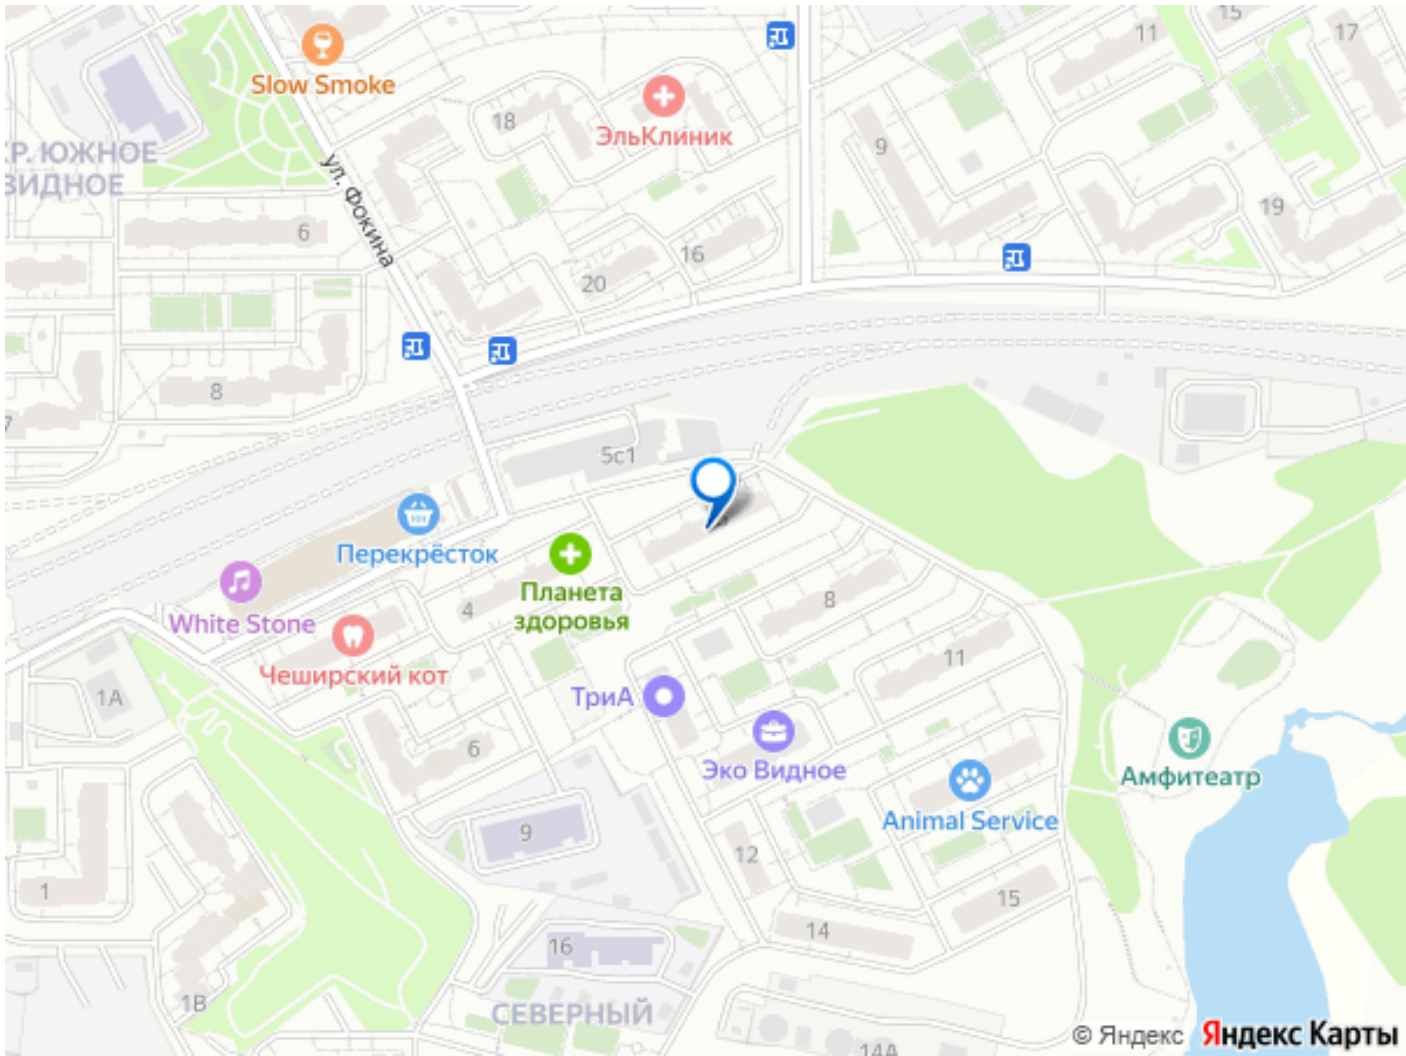 15
11
17
Slow Smoke
18
ЭльКлиник
9
КР. ЮЖНОЕ
ВИДНОЕ
ул. Фокина
6
16
19
20
8
7
5с1
Перекрёсток
White Stone
4
Планета
здоровья
8
Чеширский кот
11
1А
ТриА
6
Эко Видное
Амфитеатр
Animal Service
9
12
1
15
14
16
1В
СЕВЕРНЫЙ
14А
© Яндекс Яндекс Карты